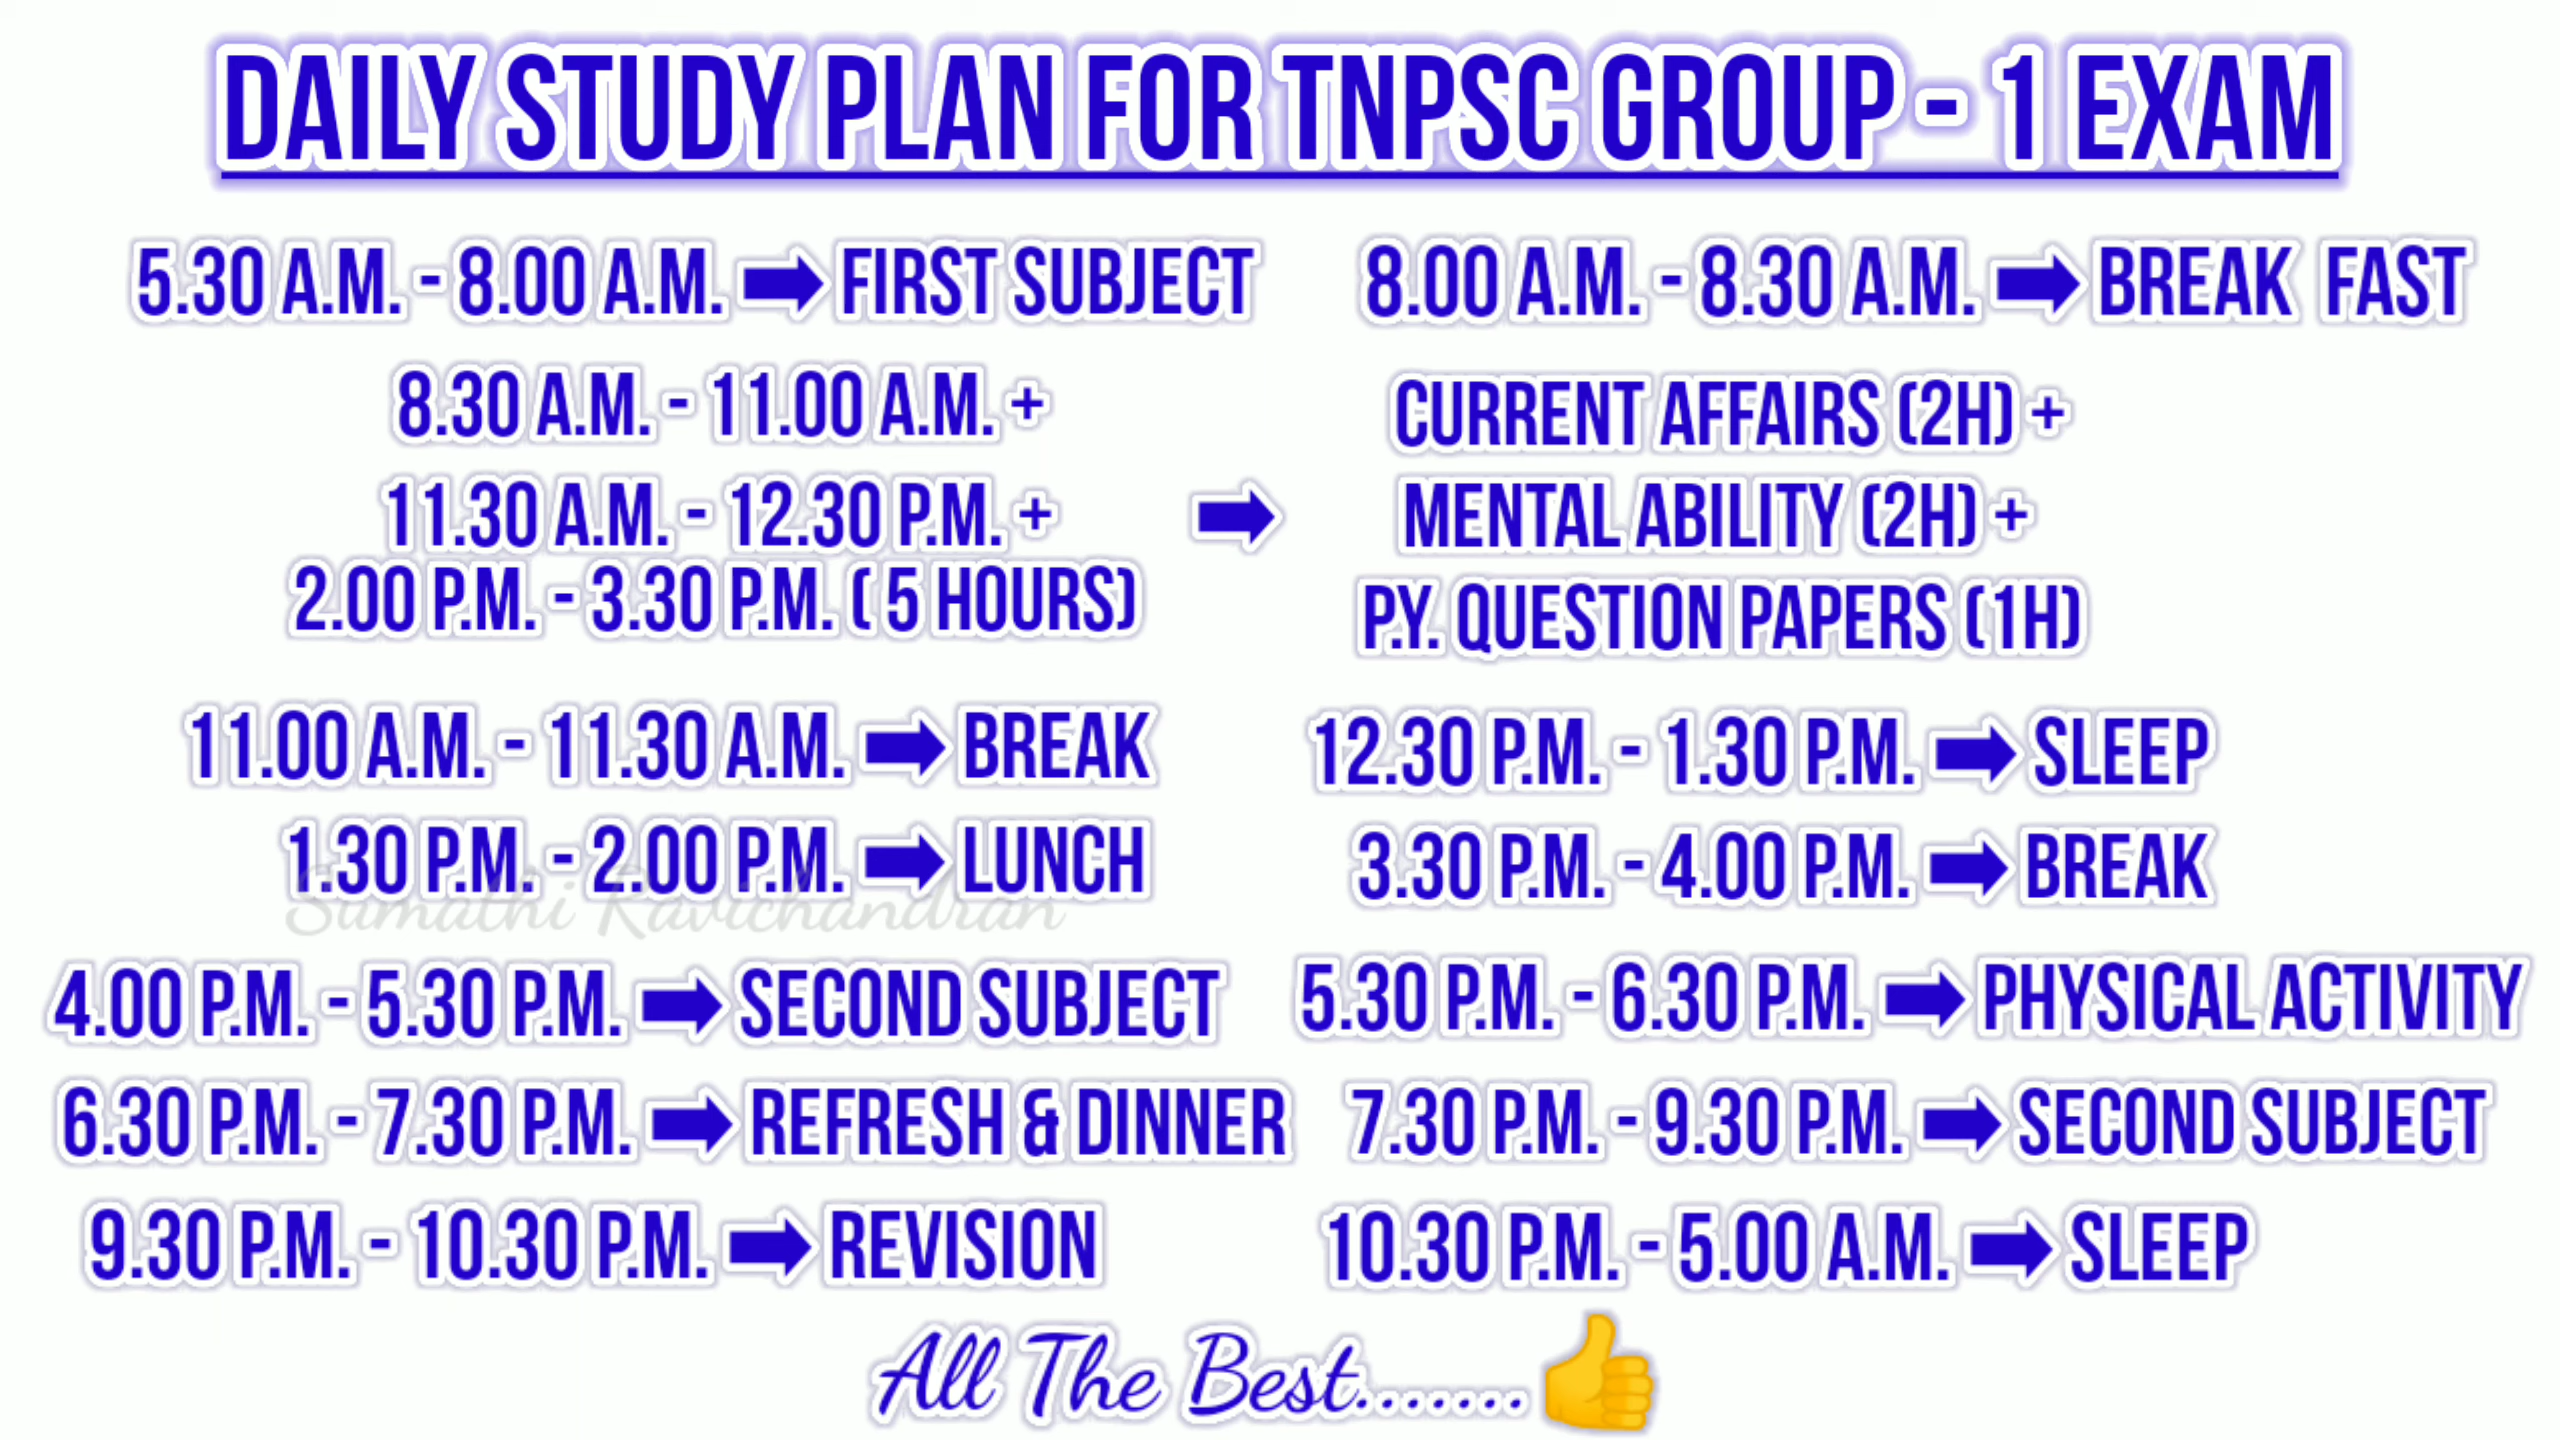 DAILY STUDY PLAN FOR TNPSC GROUP - 1 EXAM
5.30 A.M. - 8.00 A.M. ➡ FIRST SUBJECT
8.00 A.M. - 8.30 A.M. ➡ BREAK FAST
8.30 A.M. - 11.00 A.M. +
11.30 A.M. - 12.30 P.M. +
2.00 P.M. - 3.30 P.M. ( 5 HOURS)
➡
CURRENT AFFAIRS (2H) +
MENTAL ABILITY (2H) +
P.Y. QUESTION PAPERS (1H)
11.00 A.M. - 11.30 A.M. ➡ BREAK
12.30 P.M. - 1.30 P.M. ➡ SLEEP
1.30 P.M. - 2.00 P.M. ➡ LUNCH
3.30 P.M. - 4.00 P.M. ➡ BREAK
Sumathi Ravichandran
4.00 P.M. - 5.30 P.M. ➡ SECOND SUBJECT
5.30 P.M. - 6.30 P.M. ➡ PHYSICAL ACTIVITY
6.30 P.M. - 7.30 P.M. ➡ REFRESH & DINNER
7.30 P.M. - 9.30 P.M. ➡ SECOND SUBJECT
9.30 P.M. - 10.30 P.M. ➡ REVISION
10.30 P.M. - 5.00 A.M. ➡ SLEEP
All The Best....... 👍